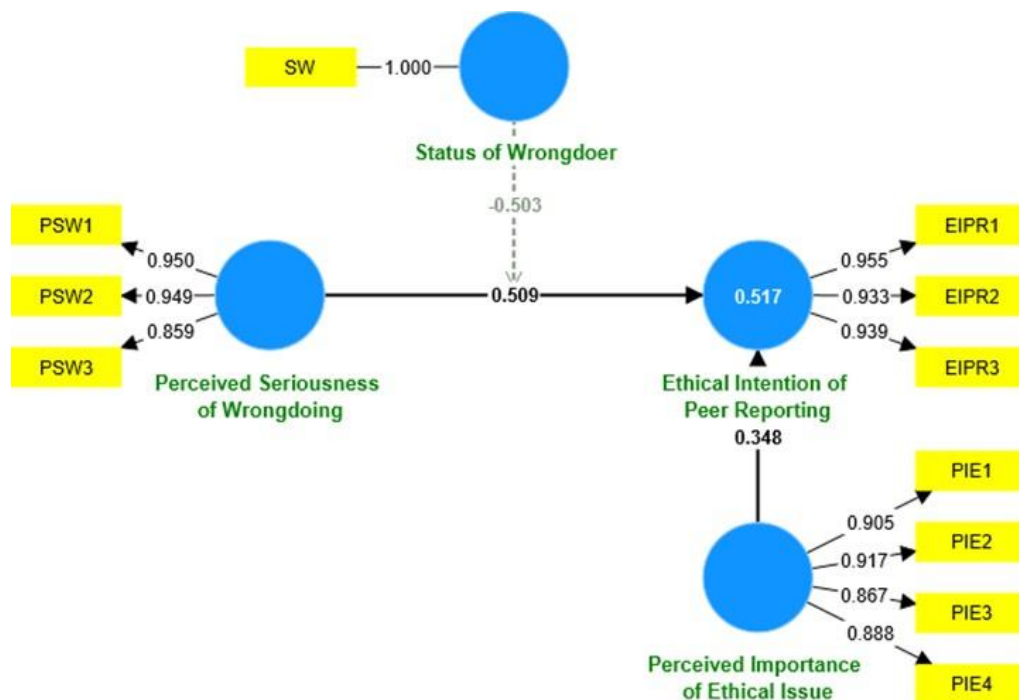 SW
1.000
Status of Wrongdoer
-0.503
PSW1
PSW2
PSW3
0.950
0.949
0.859
Perceived Seriousness
of Wrongdoing
0.509
0.517
Ethical Intention of
Peer Reporting
0.955
0.933
0.939
EIPR1
EIPR2
EIPR3
0.348
PIE1
PIE2
PIE3
PIE4
0.905
0.917
0.867
0.888
Perceived Importance
of Ethical Issue